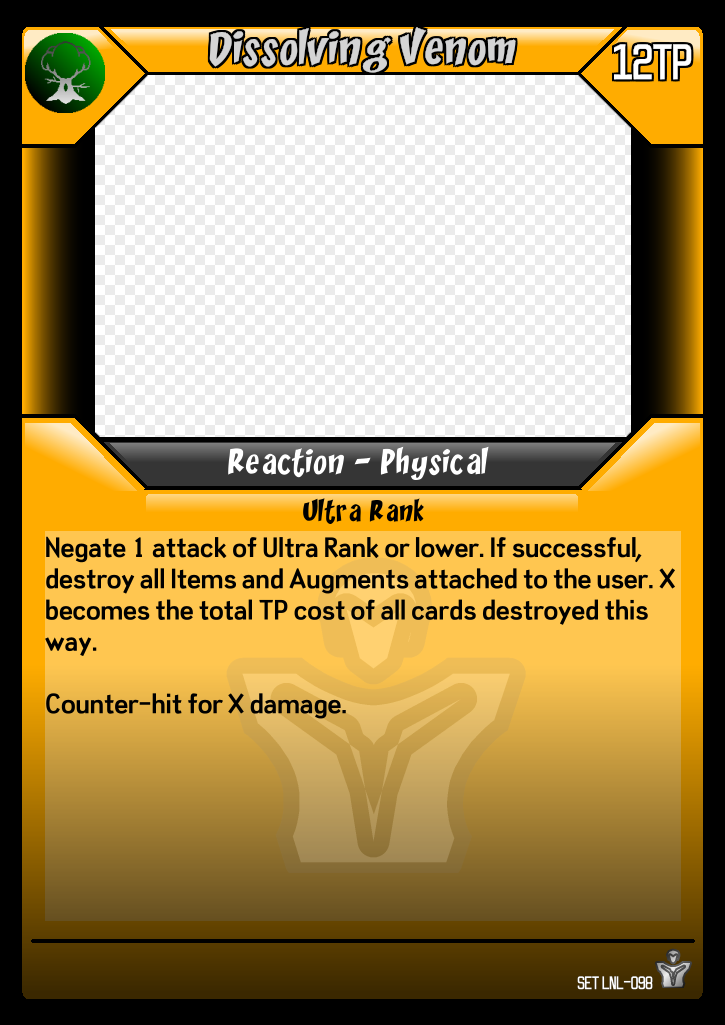 Dissolving Venom
12TP
Reaction - Physical
Ultra Rank
Negate 1 attack of Ultra Rank or lower. If successful,
destroy all Items and Augments attached to the user. X
becomes the total TP cost of all cards destroyed this
way.
Counter-hit for X damage.
SET LNL-098